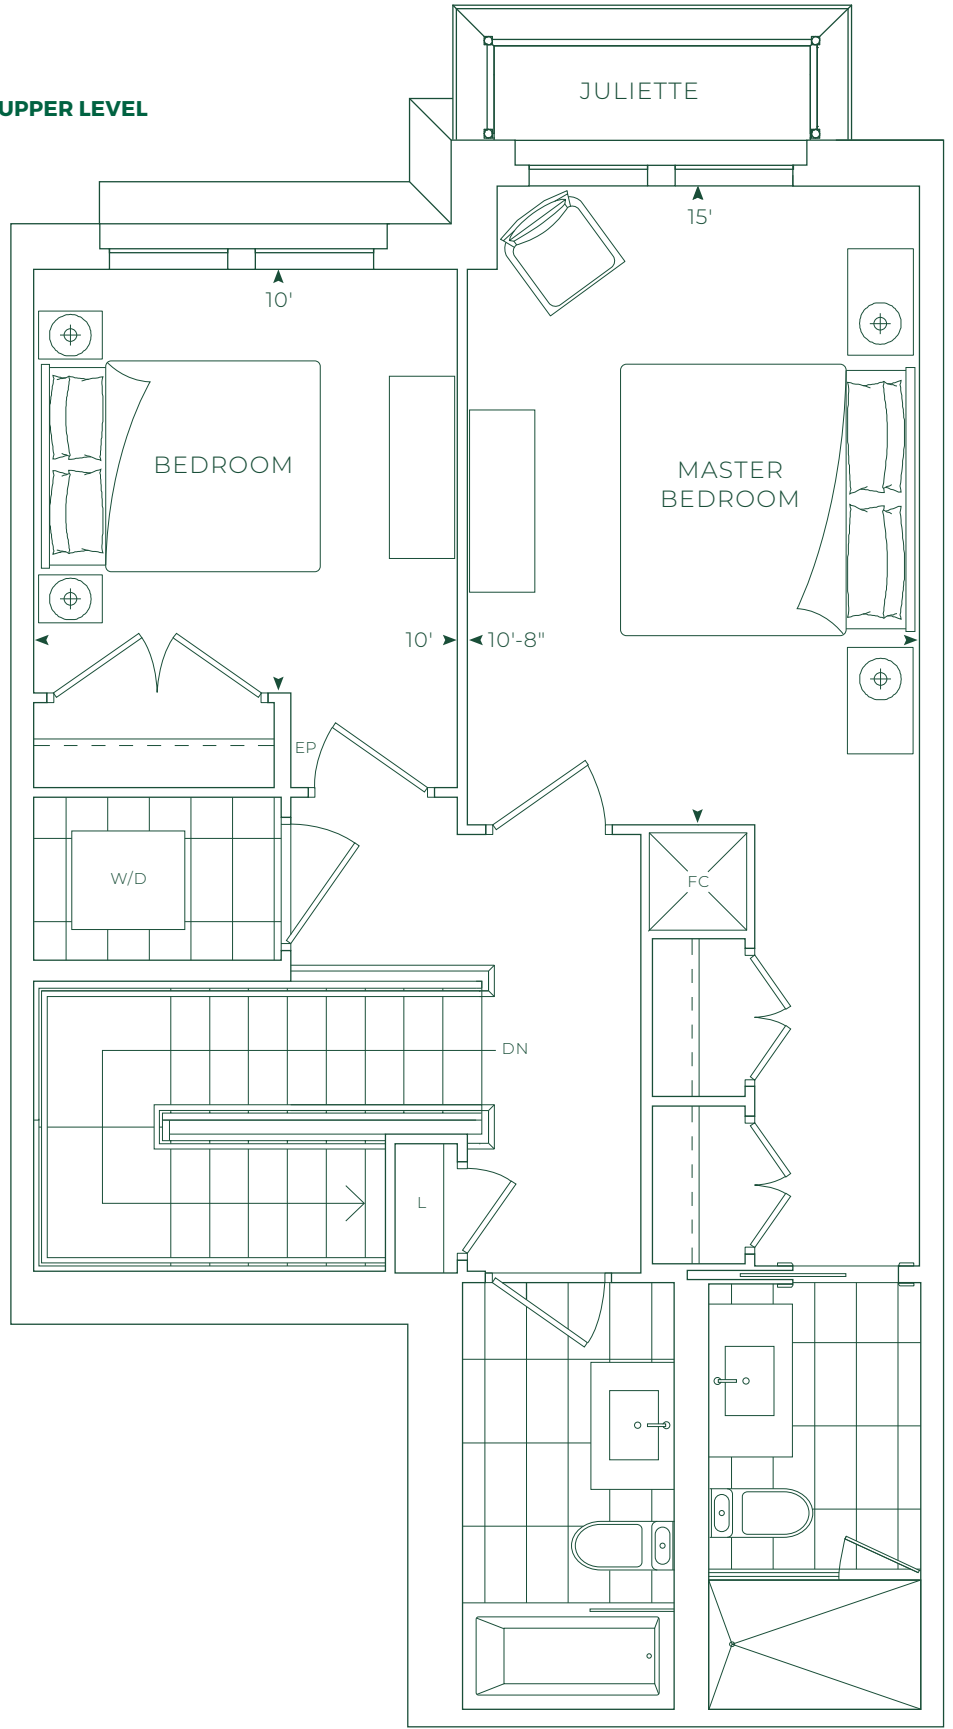 UPPER LEVEL
JULIETTE
15'
10'
BEDROOM
MASTER
BEDROOM
10'
10'-8"
EP
W/D
FC
DN
L